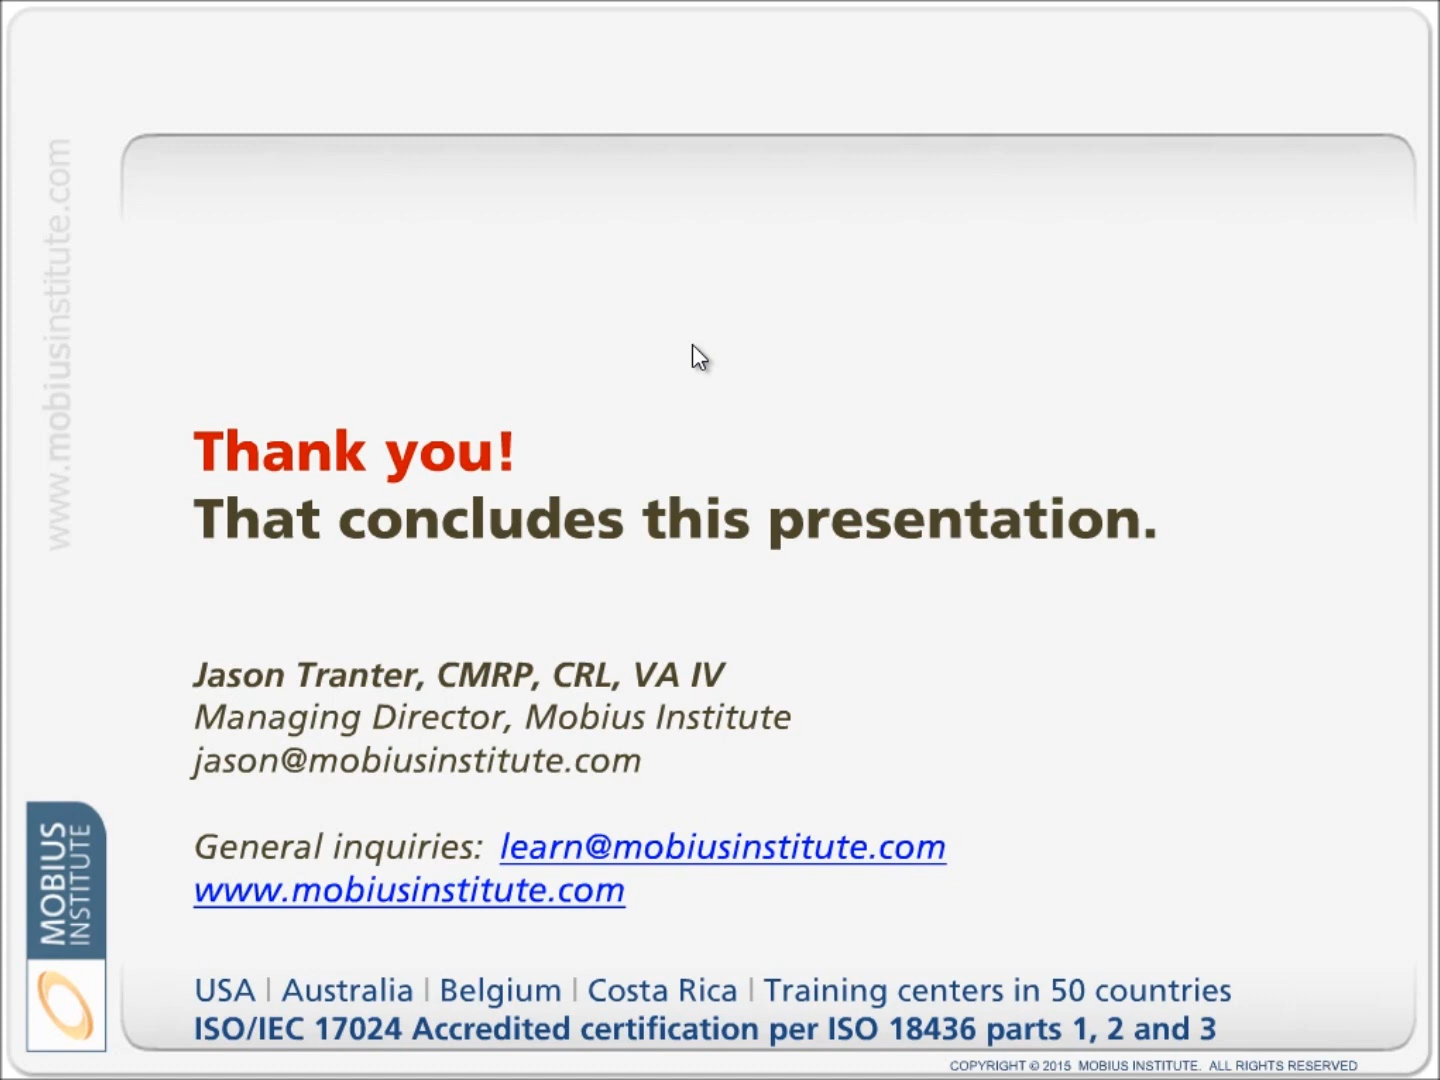 www.mobiusinstitute.com
Thank you!
That concludes this presentation.
Jason Tranter, CMRP, CRL, VA IV
Managing Director, Mobius Institute
jason@mobiusinstitute.com
General inquiries: learn@mobiusinstitute.com
www.mobiusinstitute.com
MOBIUS
INSTITUTE
USA | Australia | Belgium | Costa Rica | Training centers in 50 countries
ISO/IEC 17024 Accredited certification per ISO 18436 parts 1, 2 and 3
COPYRIGHT © 2015 MOBIUS INSTITUTE. ALL RIGHTS RESERVED